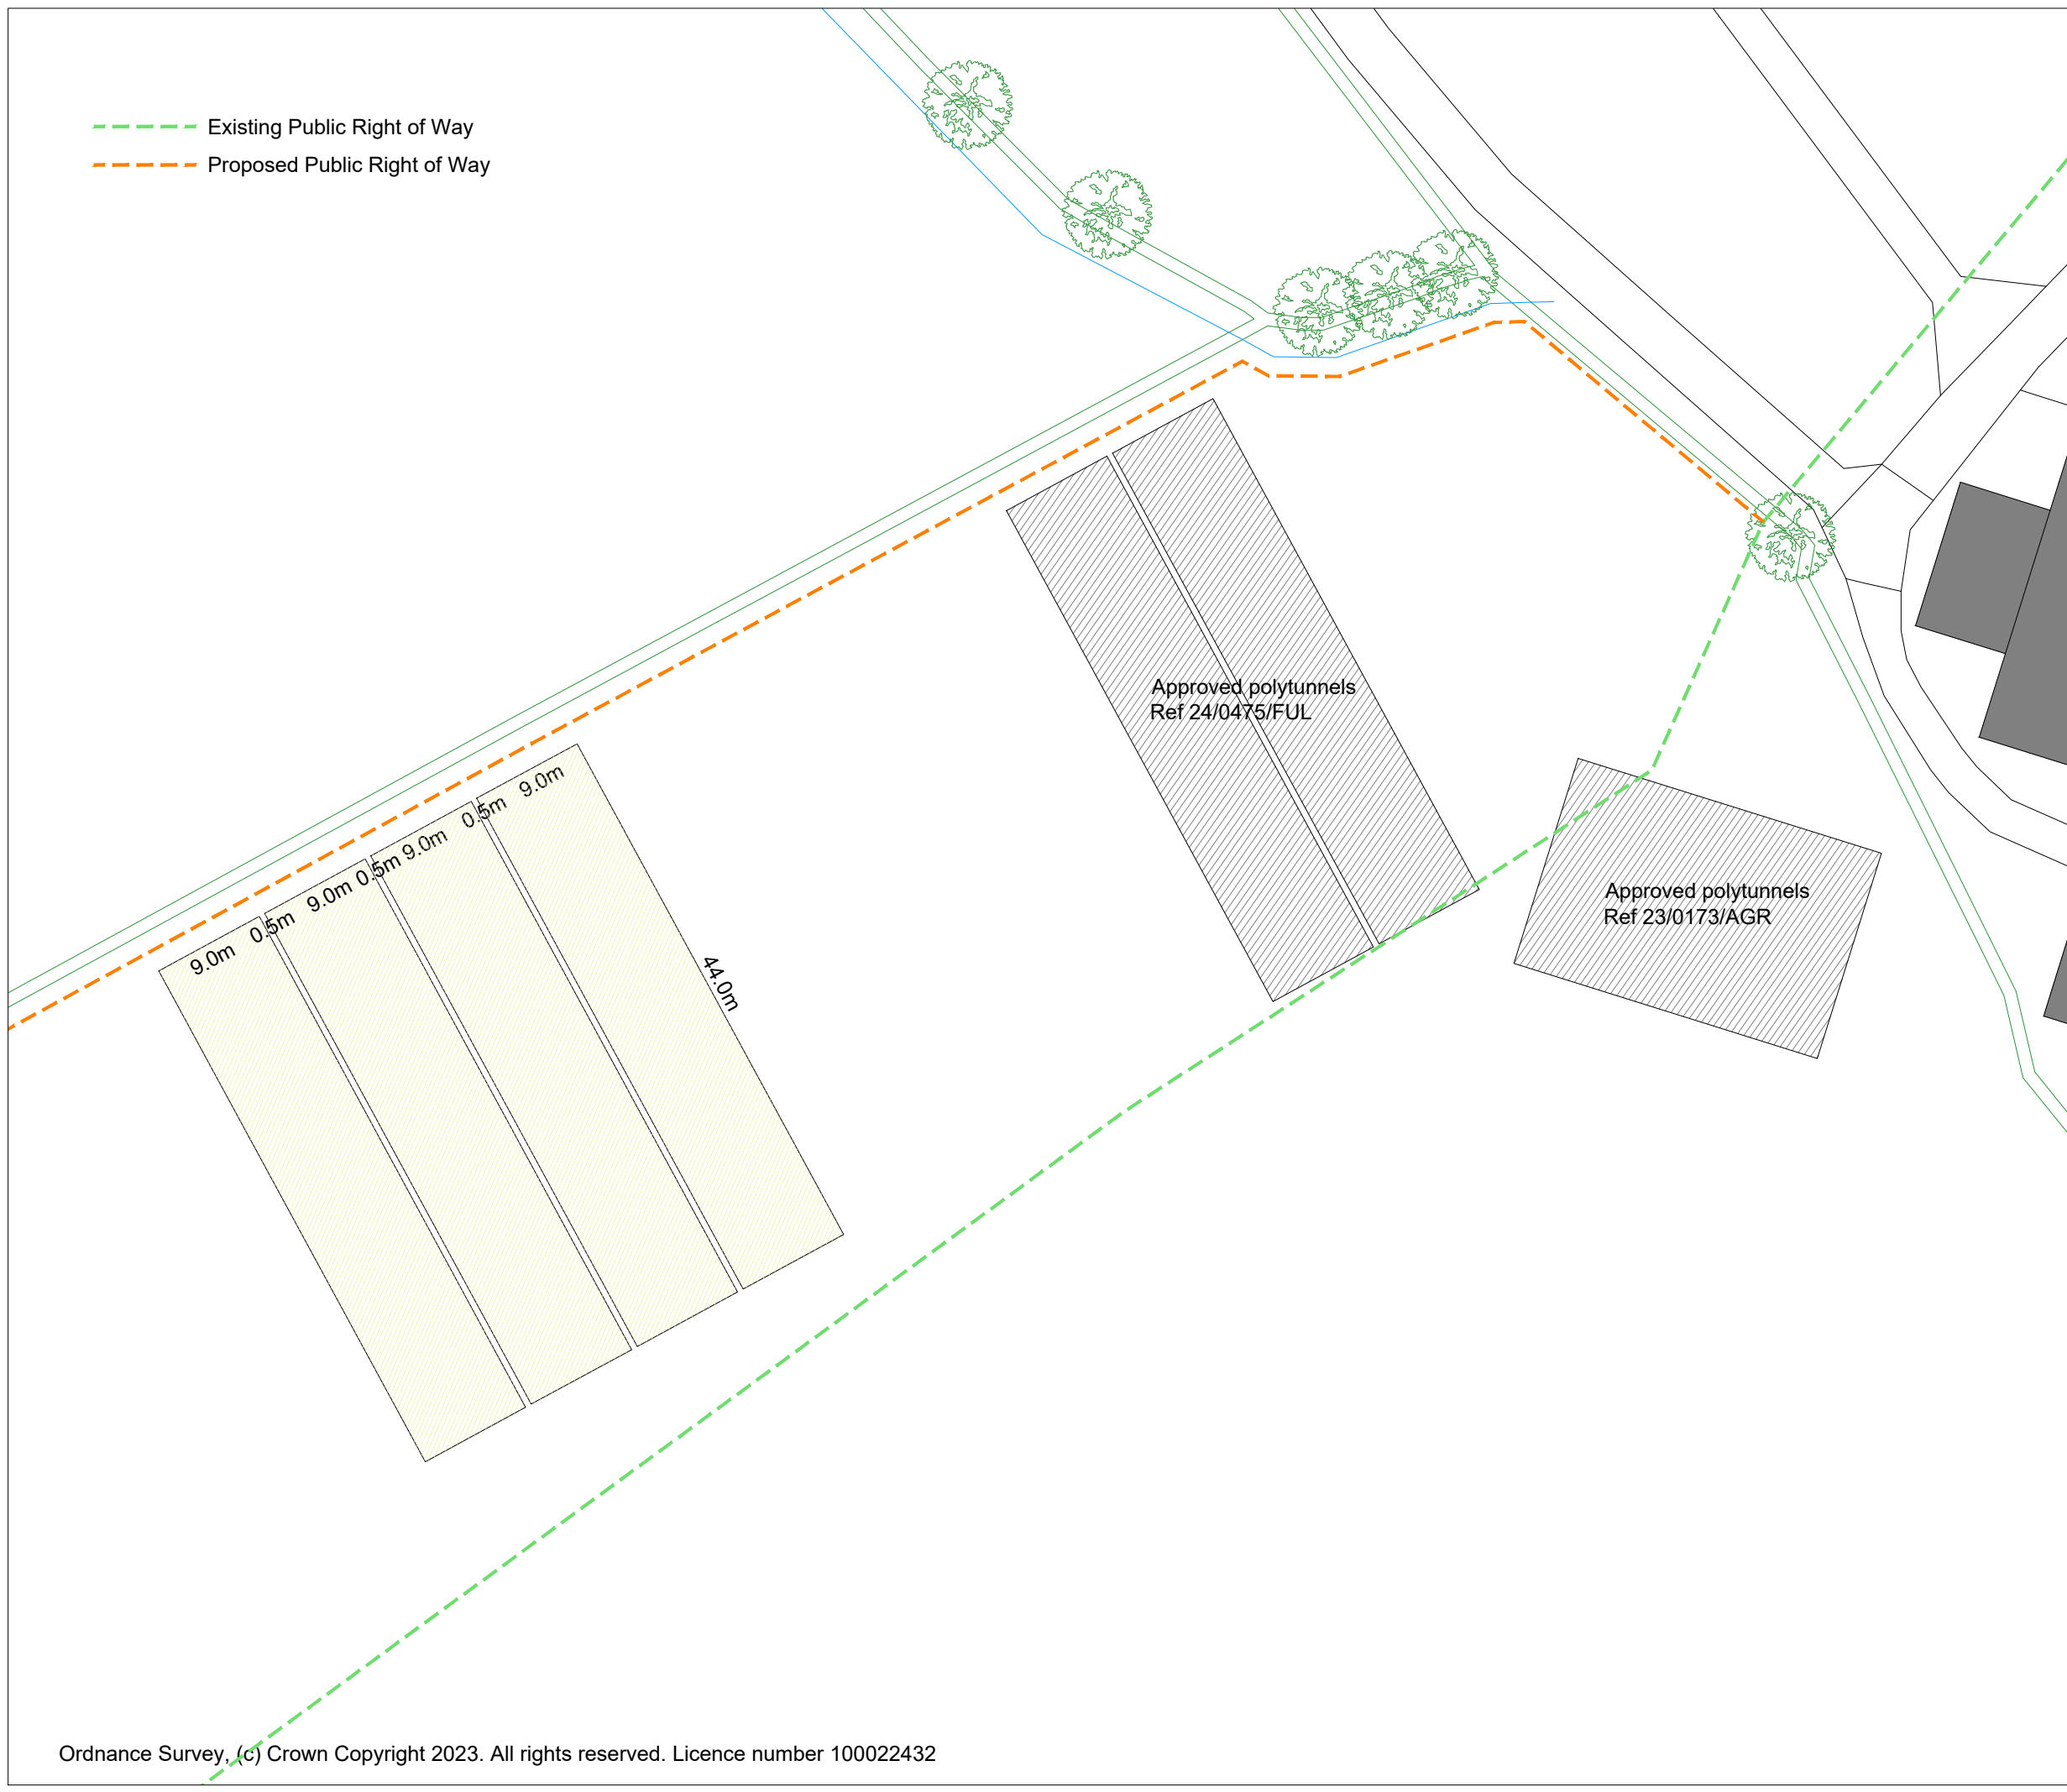 Existing Public Right of Way
Proposed Public Right of Way
Approved polytunnels
Ref 24/0475/FUL
9.0m
0.5m
9.0m
0.5m
9.0m
0.5m
9.0m
44.0m
Approved polytunnels
Ref 23/0173/AGR
Ordnance Survey, (c) Crown Copyright 2023. All rights reserved. Licence number 100022432